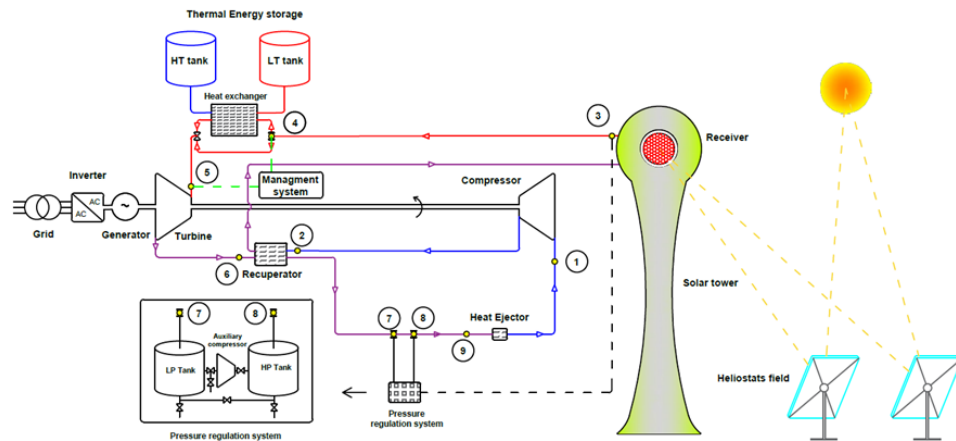 Thermal Energy storage
HT tank
LT tank
Heat exchanger
4
3
Receiver
5
Managment
system
Compressor
Inverter
AC
AC
~
Grid
Generator
Turbine
2
6
Recuperator
1
Solar tower
7
8
Heat Ejector
9
7
8
Auxiliary
compressor
LP Tank
HP Tank
Heliostats field
Pressure
regulation system
Pressure regulation system